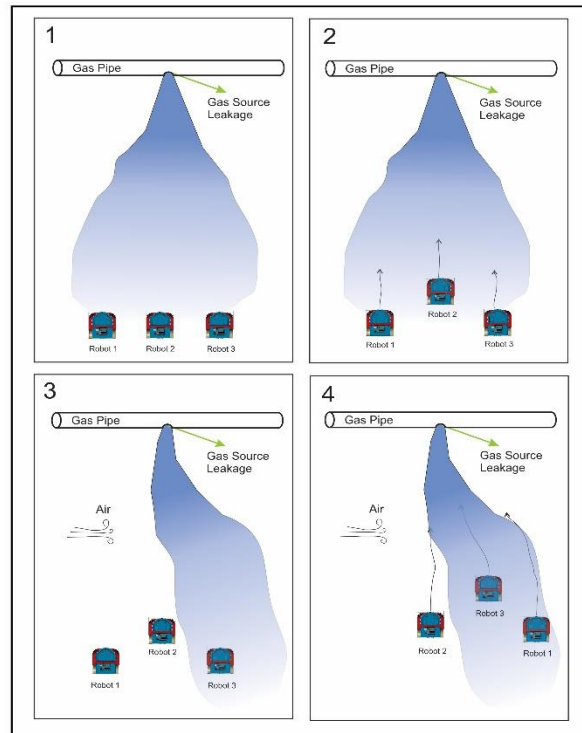 1
Gas Pipe
Gas Source
Leakage
Robot 1
Robot 2
Robot 3
2
Gas Pipe
Gas Source
Leakage
Robot 2
Robot 1
Robot 3
3
Gas Pipe
Gas Source
Leakage
Air
Robot 2
Robot 1
Robot 3
4
Gas Pipe
Gas Source
Leakage
Air
Robot 3
Robot 2
Robot 1